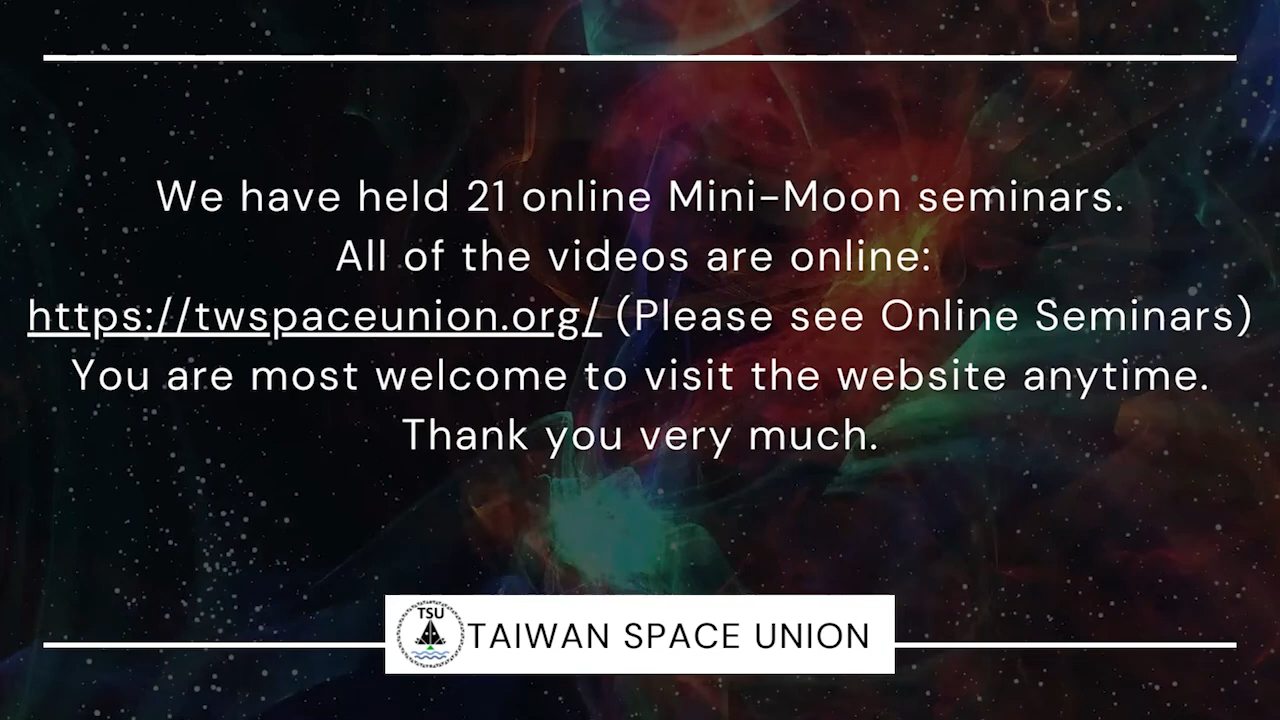 We have held 21 online Mini-Moon seminars.
All of the videos are online:
https://twspaceunion.org/ (Please see Online Seminars)
You are most welcome to visit the website anytime.
Thank you very much.
TSU
TAIWAN SPACE UNION